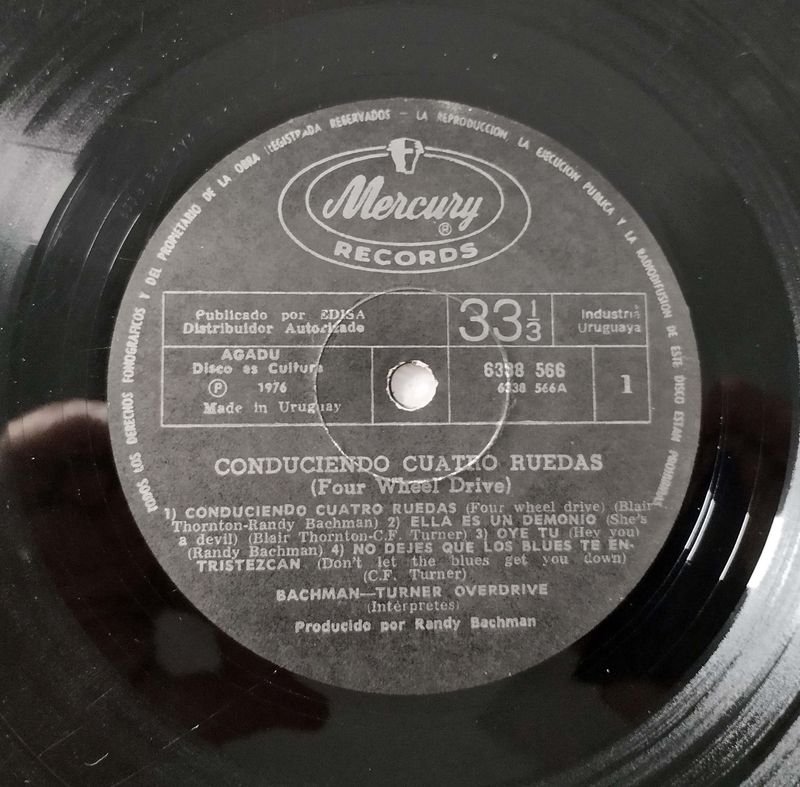 TODOS LOS DERECHOS FONOGRAFICOS Y DEL PROPIETARIO DE LA OBRA REGISTRADA RESERVADOS - LA REPRODUCCION, LA EJECUCION PUBLICA Y LA RADIODIFUSION DE ESTE DISCO ESTAN PROHIBIDAS
Mercury ®
RECORDS
Publicado por EDISA
Distribuidor Autorizado
33 1/3
Industria
Uruguaya
AGADU
Disco es Cultura
℗ 1976
Made in Uruguay
6338 566
6338 566A
1
CONDUCIENDO CUATRO RUEDAS
(Four Wheel Drive)
1) CONDUCIENDO CUATRO RUEDAS (Four wheel drive) (Blair
Thornton-Randy Bachman) 2) ELLA ES UN DEMONIO (She's
a devil) (Blair Thornton-C.F. Turner) 3) OYE TU (Hey you)
(Randy Bachman) 4) NO DEJES QUE LOS BLUES TE EN-
TRISTEZCAN (Don't let the blues get you down)
(C.F. Turner)
BACHMAN—TURNER OVERDRIVE
(Intérpretes)
Producido por Randy Bachman